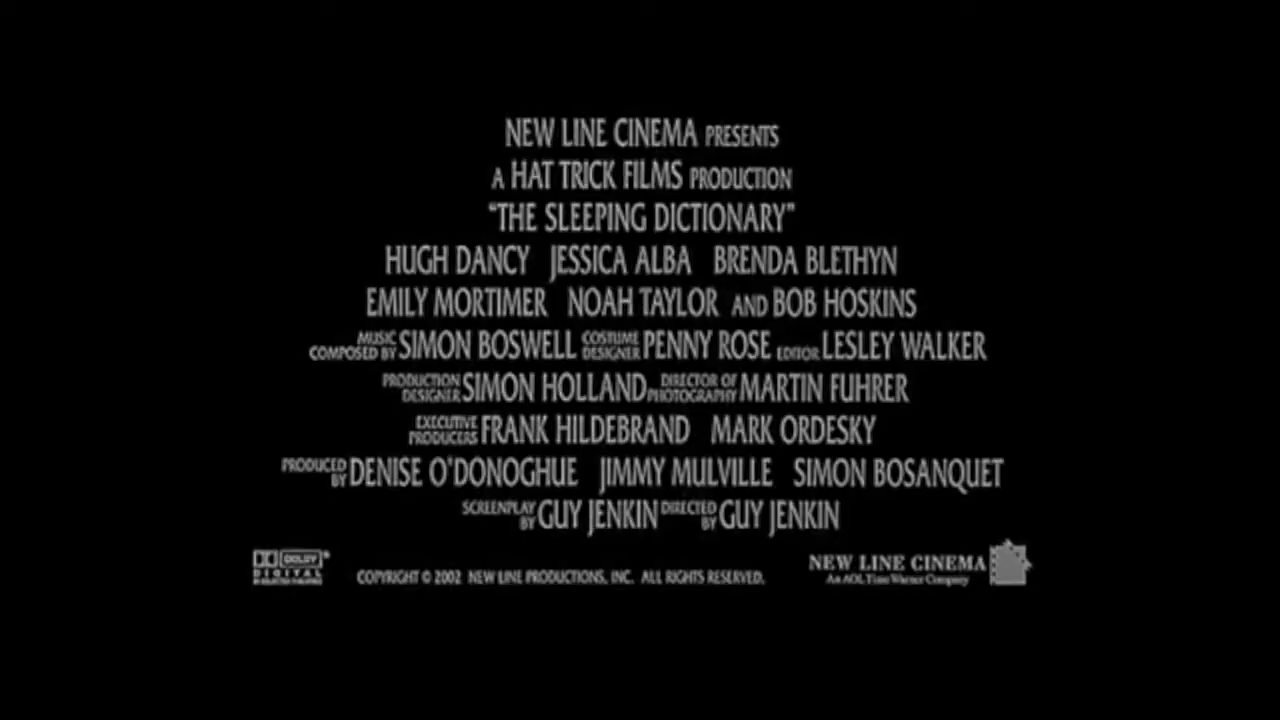 NEW LINE CINEMA PRESENTS
A HAT TRICK FILMS PRODUCTION
"THE SLEEPING DICTIONARY"
HUGH DANCY JESSICA ALBA BRENDA BLETHYN
EMILY MORTIMER NOAH TAYLOR AND BOB HOSKINS
MUSIC COMPOSED BY SIMON BOSWELL COSTUME DESIGNER PENNY ROSE EDITOR LESLEY WALKER
PRODUCTION DESIGNER SIMON HOLLAND DIRECTOR OF PHOTOGRAPHY MARTIN FUHRER
EXECUTIVE PRODUCERS FRANK HILDEBRAND MARK ORDESKY
PRODUCED BY DENISE O'DONOGHUE JIMMY MULVILLE SIMON BOSANQUET
SCREENPLAY BY GUY JENKIN DIRECTED BY GUY JENKIN
DOLBY
DIGITAL
COPYRIGHT © 2002 NEW LINE PRODUCTIONS, INC. ALL RIGHTS RESERVED.
NEW LINE CINEMA
An AOL Time Warner Company